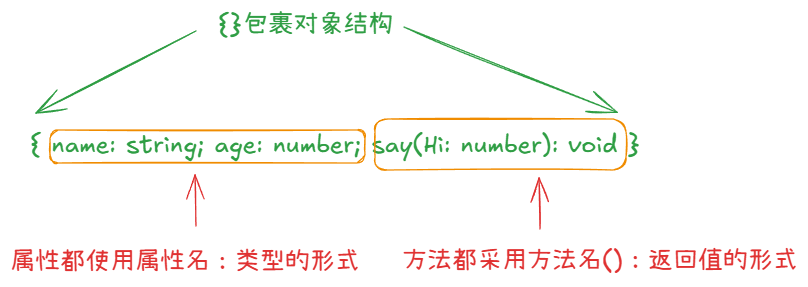 {}包裹对象结构
{ name: string; age: number; say(Hi: number): void }
属性都使用属性名：类型的形式
方法都采用方法名()：返回值的形式